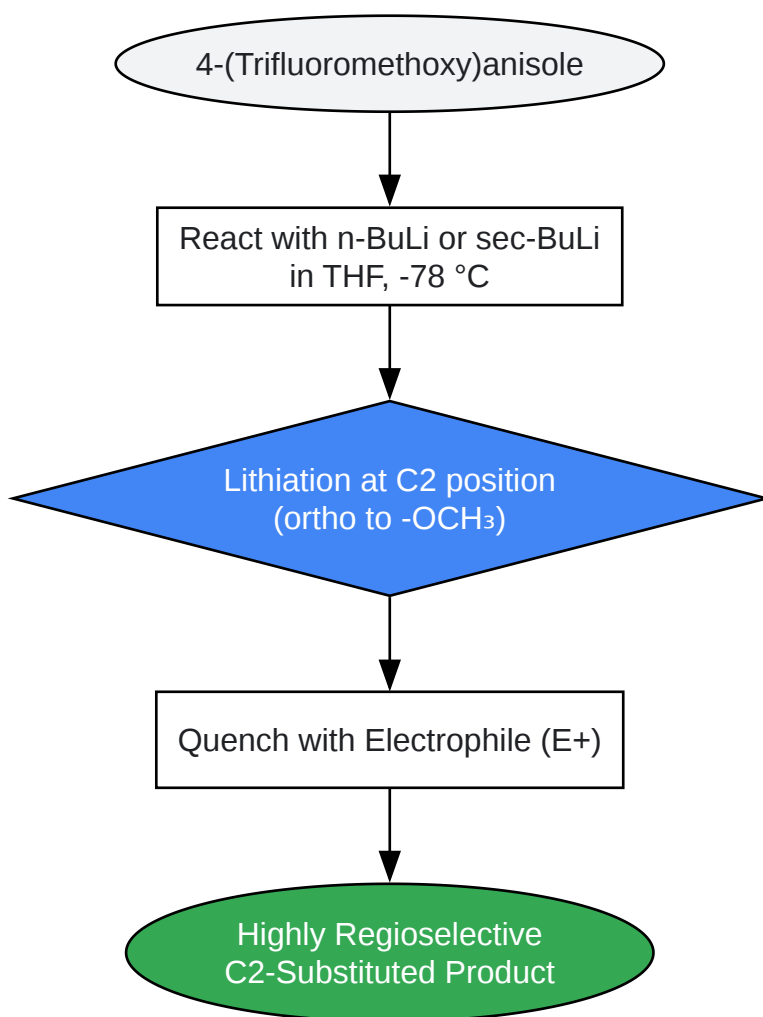 4-(Trifluoromethoxy)anisole
React with n-BuLi or sec-BuLi
in THF, -78 °C
Lithiation at C2 position
(ortho to -OCH₃)
Quench with Electrophile (E+)
Highly Regioselective
C2-Substituted Product